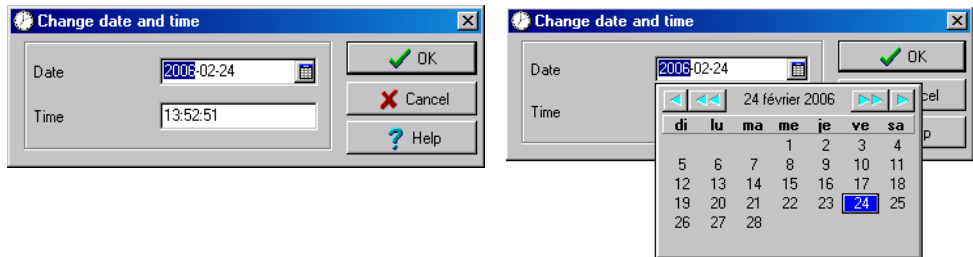 Change date and time
Date 2006-02-24
Time 13:52:51
OK
Cancel
Help
Change date and time
Date 2006-02-24
Time
OK
cel
p
24 février 2006
di lu ma me je ve sa
1 2 3 4
5 6 7 8 9 10 11
12 13 14 15 16 17 18
19 20 21 22 23 24 25
26 27 28